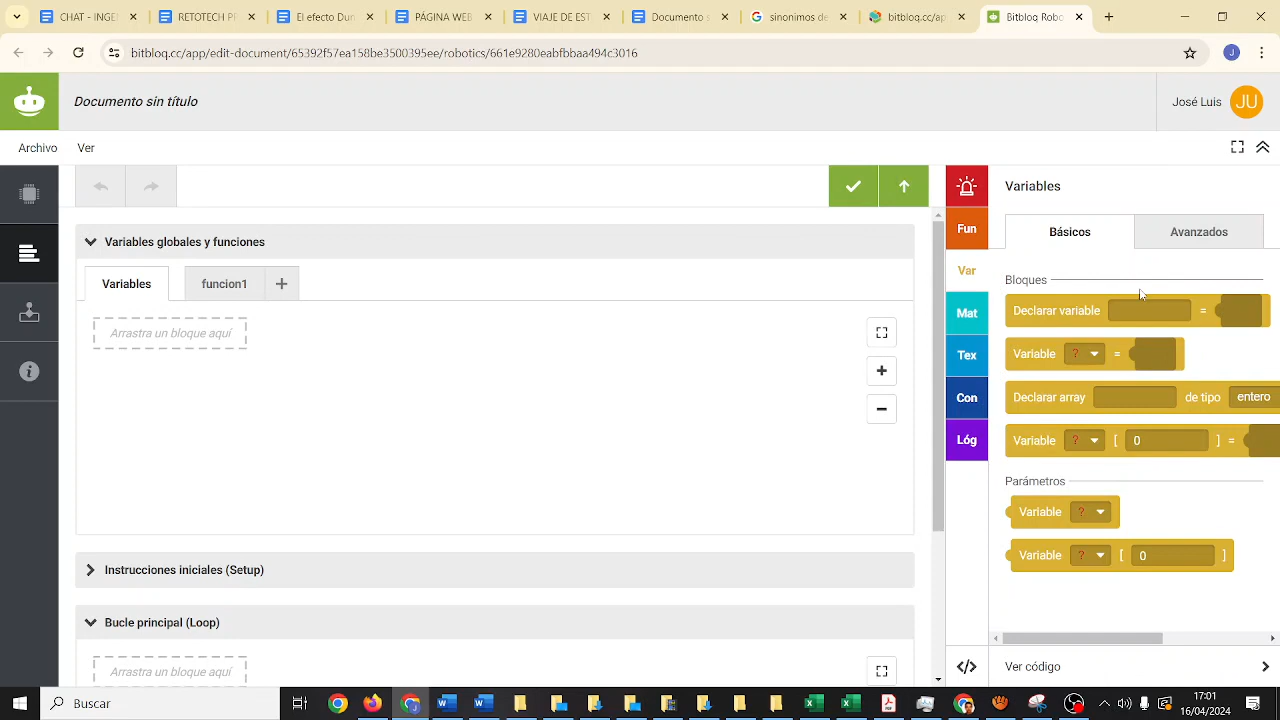 CHAT - INGE
RETOTECH PR
El efecto Dun
PÁGINA WEB
VIAJE DE EST
Documento s
sinonimos de
bitbloq.cc/ap
Bitbloq Robo
bitbloq.cc/app/edit-document/65392f57ea158be3500395ee/robotics/661e9280eabfbbaa494c3016
J
Documento sin título
José Luis
JU
Archivo
Ver
Variables
Fun
Básicos
Avanzados
Variables globales y funciones
Var
Variables
funcion1
Bloques
Declarar variable =
Arrastra un bloque aquí
Mat
Variable ? =
Tex
Con
Declarar array de tipo entero
Lóg
Variable ? [ 0 ] =
Parámetros
Variable ?
Variable ? [ 0 ]
Instrucciones iniciales (Setup)
Bucle principal (Loop)
Arrastra un bloque aquí
</> Ver código
Buscar
17:01
16/04/2024